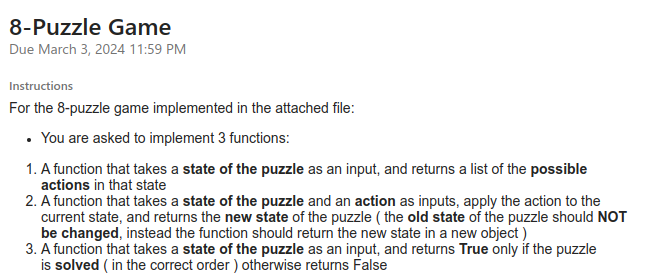 8-Puzzle Game
Due March 3, 2024 11:59 PM
Instructions
For the 8-puzzle game implemented in the attached file:
• You are asked to implement 3 functions:
1. A function that takes a state of the puzzle as an input, and returns a list of the possible
actions in that state
2. A function that takes a state of the puzzle and an action as inputs, apply the action to the
current state, and returns the new state of the puzzle ( the old state of the puzzle should NOT
be changed, instead the function should return the new state in a new object )
3. A function that takes a state of the puzzle as an input, and returns True only if the puzzle
is solved ( in the correct order ) otherwise returns False